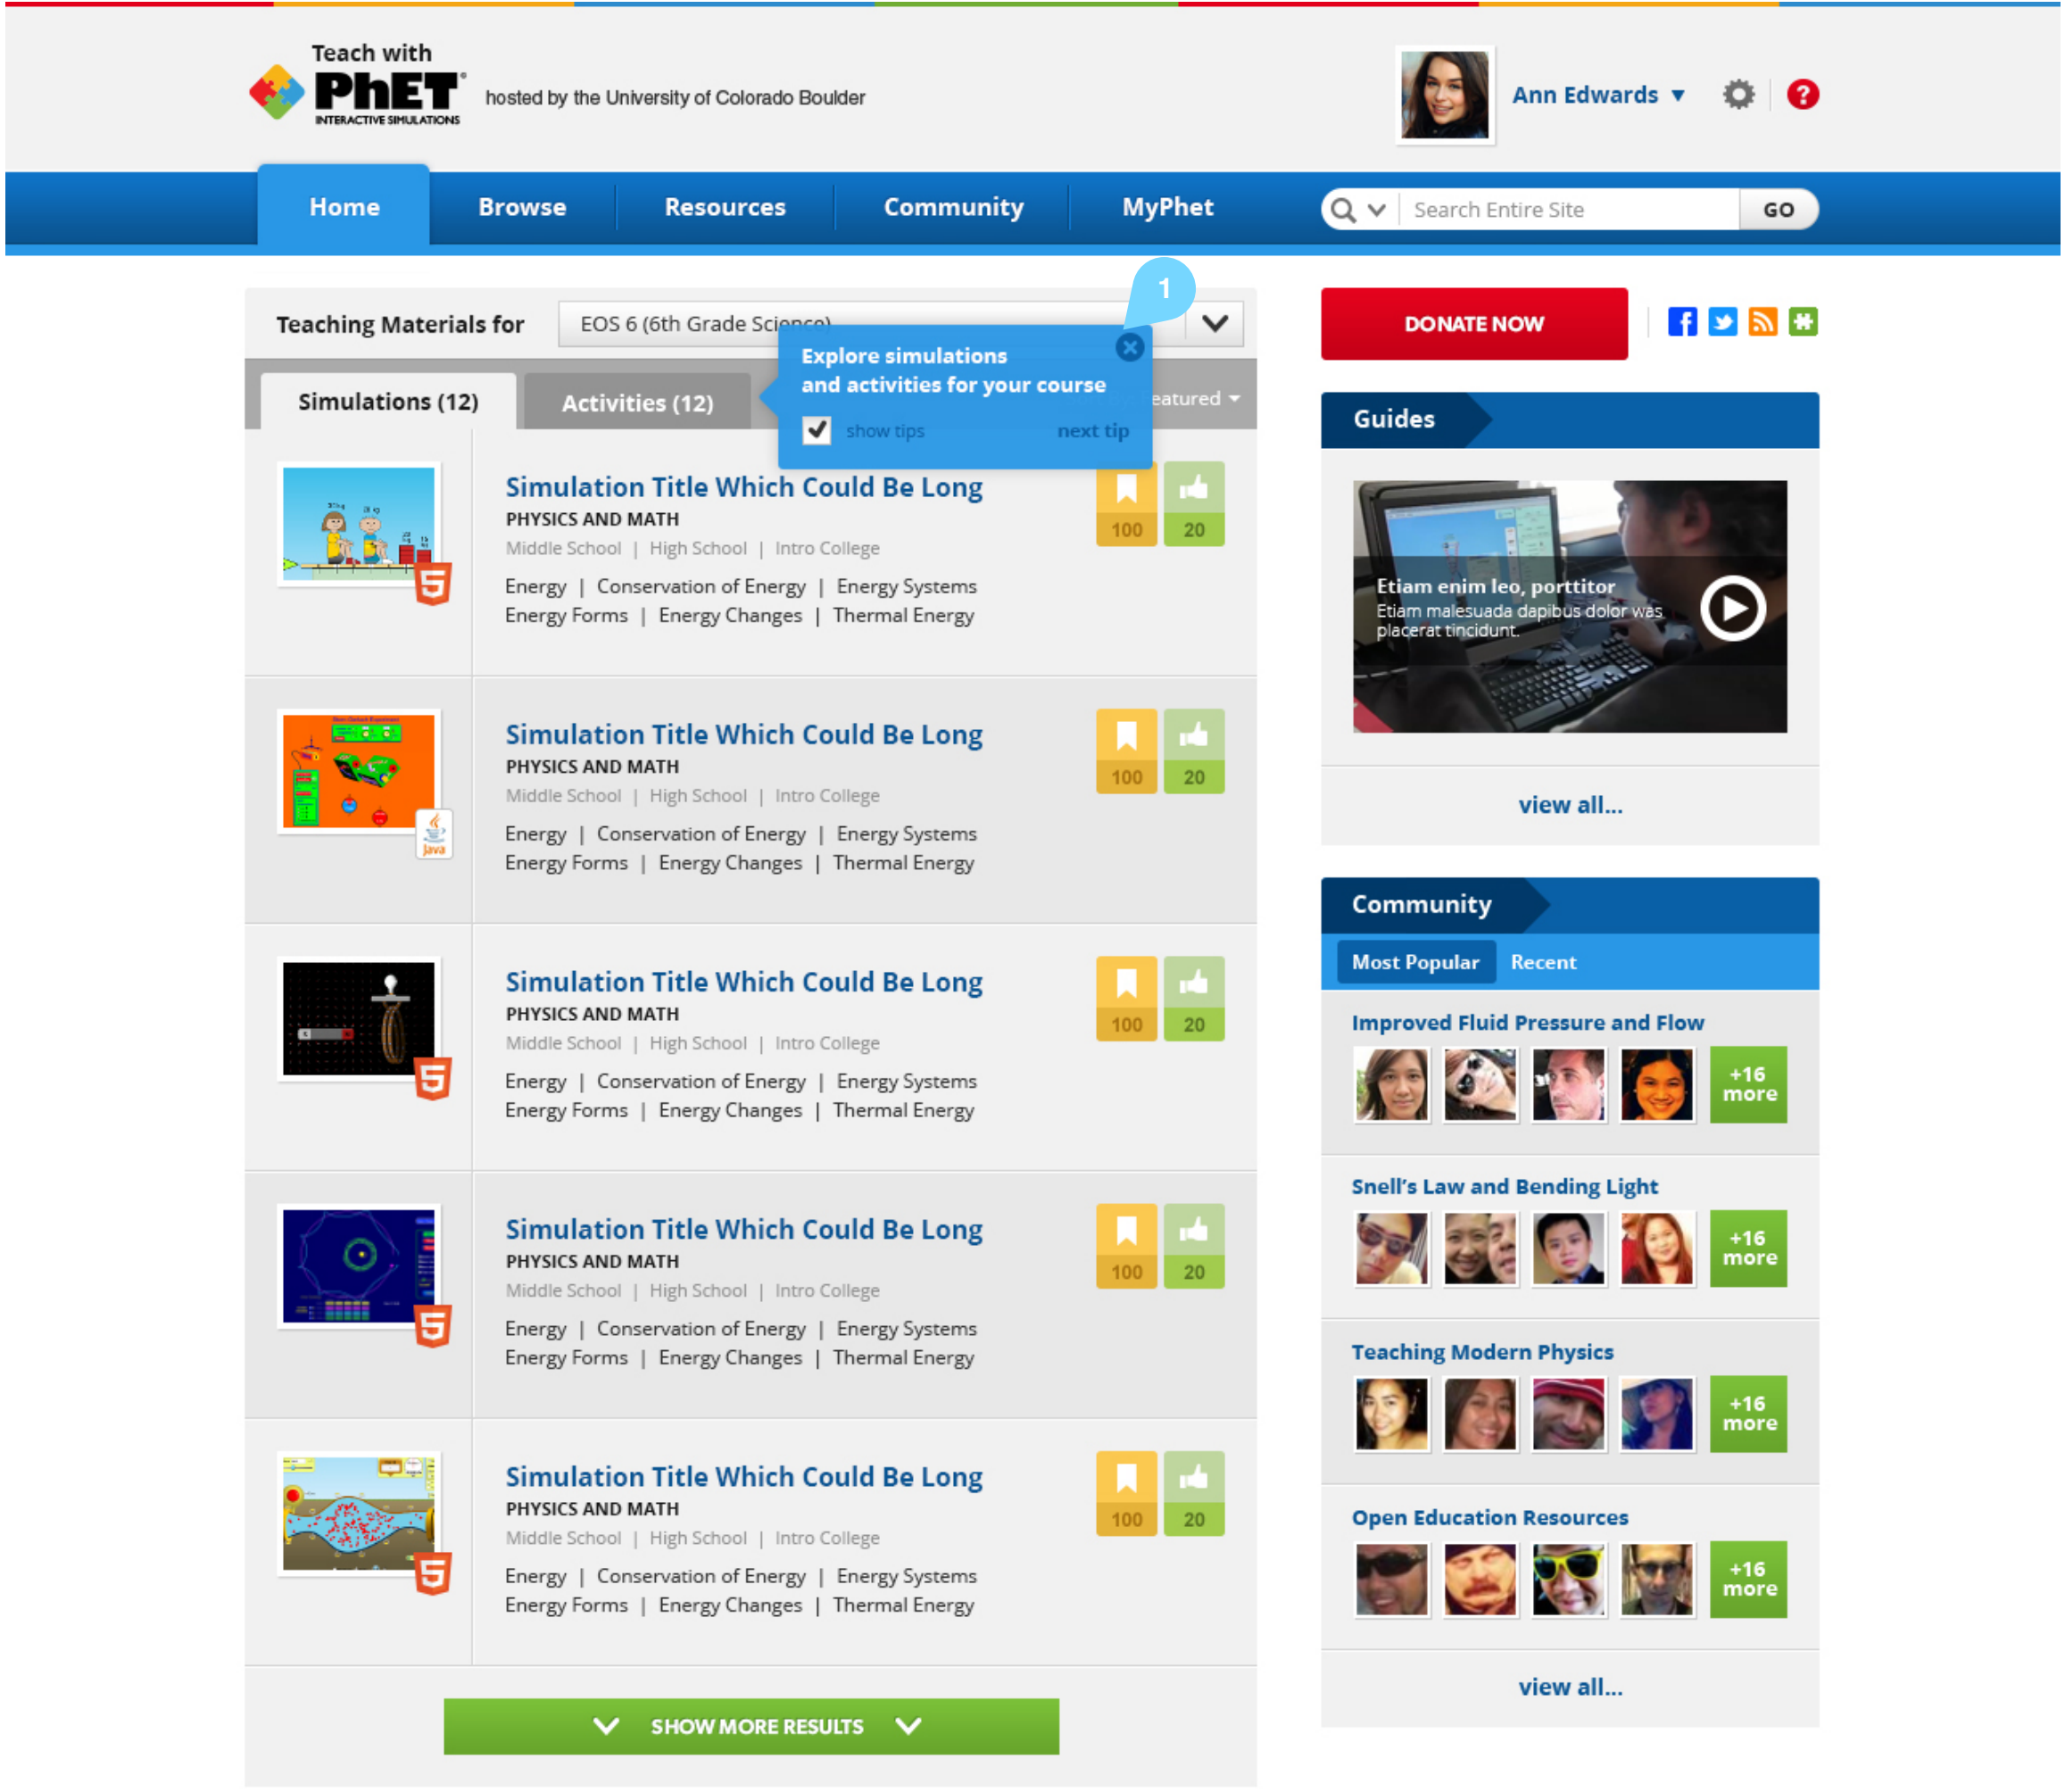 Teach with
PhET®
INTERACTIVE SIMULATIONS
hosted by the University of Colorado Boulder
Ann Edwards
?
Home
Browse
Resources
Community
MyPhet
Search Entire Site
GO
1
Teaching Materials for
EOS 6 (6th Grade Science)
Explore simulations
and activities for your course
show tips
next tip
Simulations (12)
Activities (12)
eatured
Simulation Title Which Could Be Long
PHYSICS AND MATH
Middle School | High School | Intro College
Energy | Conservation of Energy | Energy Systems
Energy Forms | Energy Changes | Thermal Energy
100
20
5
Simulation Title Which Could Be Long
PHYSICS AND MATH
Middle School | High School | Intro College
Energy | Conservation of Energy | Energy Systems
Energy Forms | Energy Changes | Thermal Energy
100
20
Java
Simulation Title Which Could Be Long
PHYSICS AND MATH
Middle School | High School | Intro College
Energy | Conservation of Energy | Energy Systems
Energy Forms | Energy Changes | Thermal Energy
100
20
5
Simulation Title Which Could Be Long
PHYSICS AND MATH
Middle School | High School | Intro College
Energy | Conservation of Energy | Energy Systems
Energy Forms | Energy Changes | Thermal Energy
100
20
5
Simulation Title Which Could Be Long
PHYSICS AND MATH
Middle School | High School | Intro College
Energy | Conservation of Energy | Energy Systems
Energy Forms | Energy Changes | Thermal Energy
100
20
5
SHOW MORE RESULTS
DONATE NOW
Guides
Etiam enim leo, porttitor
Etiam malesuada dapibus dolor was
placerat tincidunt.
view all...
Community
Most Popular
Recent
Improved Fluid Pressure and Flow
+16
more
Snell's Law and Bending Light
+16
more
Teaching Modern Physics
+16
more
Open Education Resources
+16
more
view all...